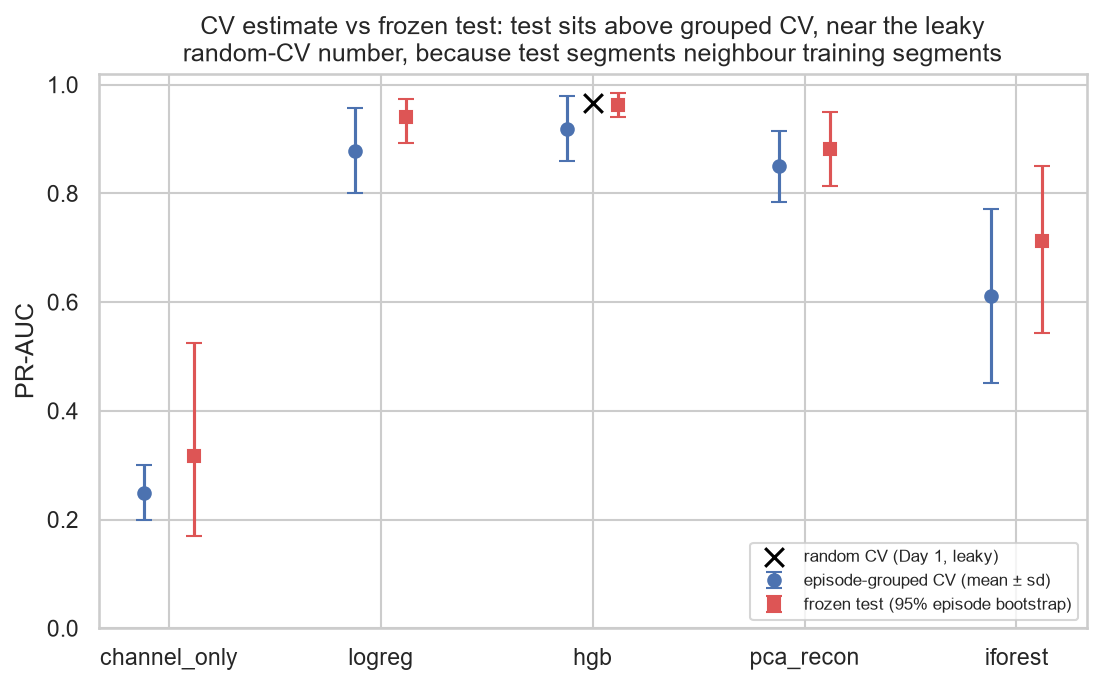 CV estimate vs frozen test: test sits above grouped CV, near the leaky
random-CV number, because test segments neighbour training segments
PR-AUC
1.0
0.8
0.6
0.4
0.2
0.0
channel_only
logreg
hgb
pca_recon
iforest
random CV (Day 1, leaky)
episode-grouped CV (mean ± sd)
frozen test (95% episode bootstrap)